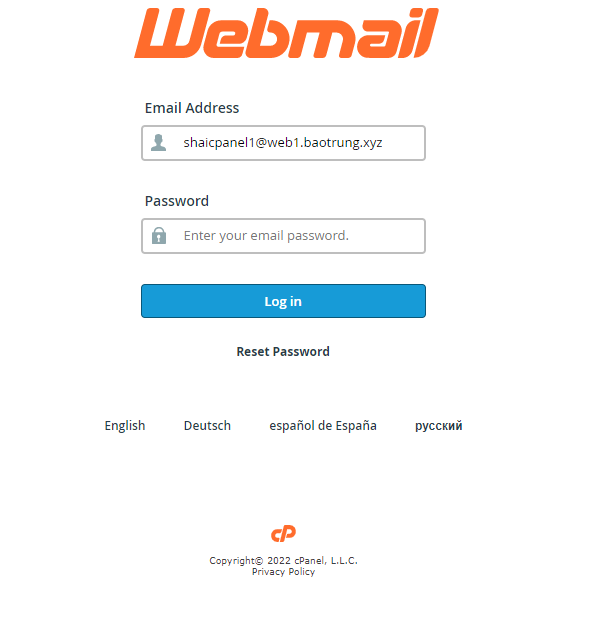 Webmail
Email Address
shaicpanel1@web1.baotrung.xyz
Password
Enter your email password.
Log in
Reset Password
English Deutsch español de España русский
cP
Copyright© 2022 cPanel, L.L.C.
Privacy Policy